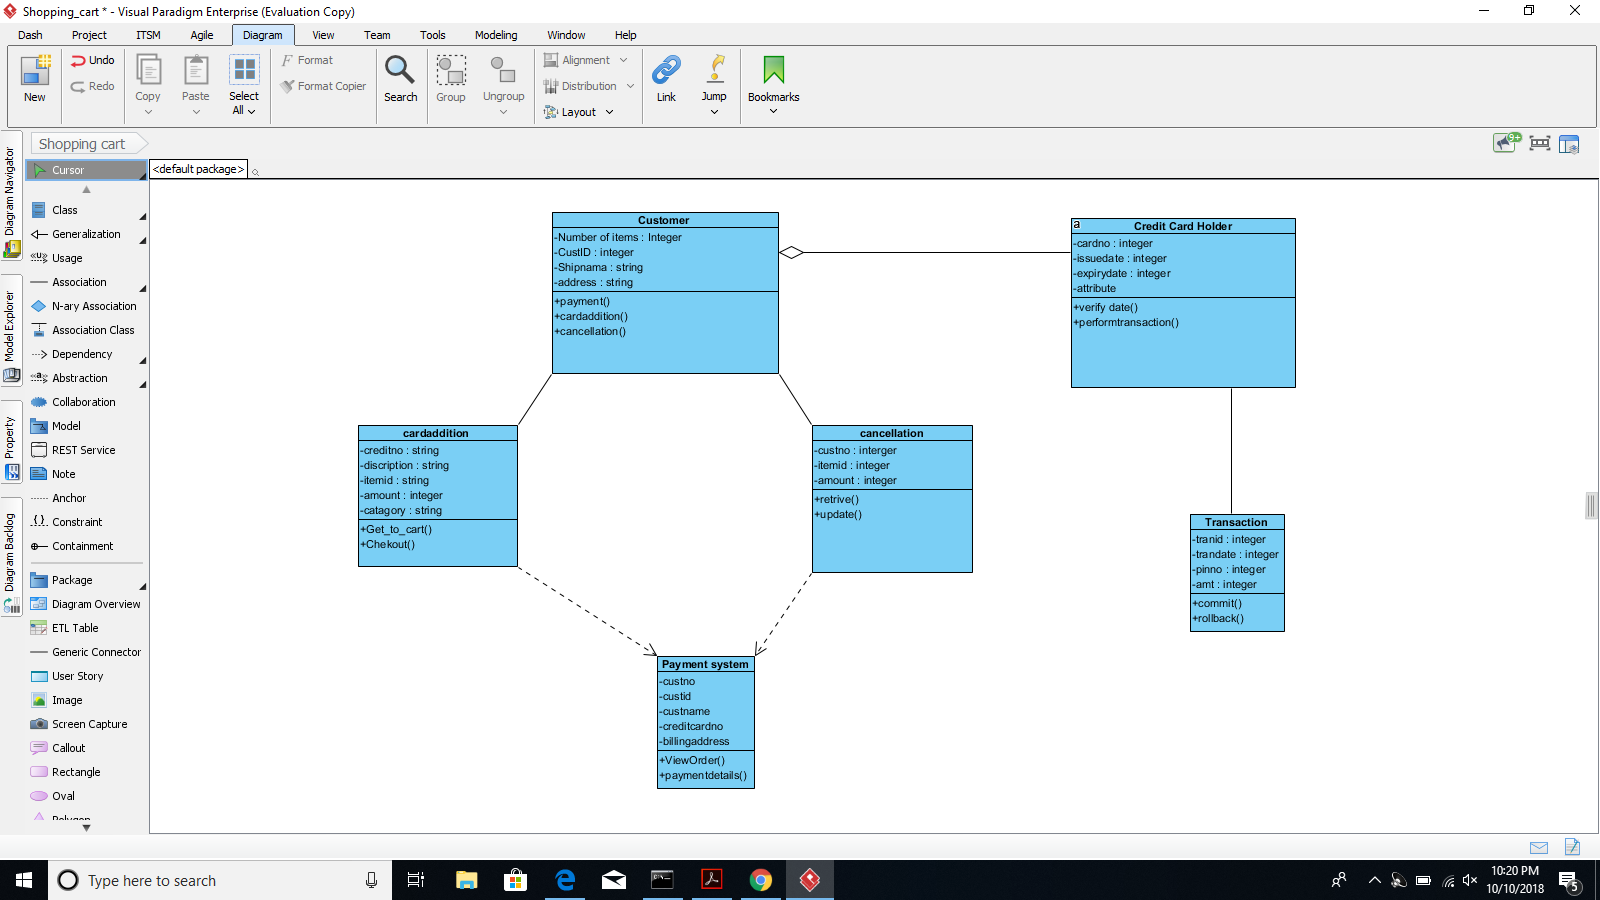 Shopping_cart * - Visual Paradigm Enterprise (Evaluation Copy)
Dash Project ITSM Agile Diagram View Team Tools Modeling Window Help
New
Undo
Redo
Copy
Paste
Select
All
Format
Format Copier
Search
Group
Ungroup
Alignment
Distribution
Layout
Link
Jump
Bookmarks
Diagram Navigator
Model Explorer
Property
Diagram Backlog
Shopping cart
9+
Cursor
<default package>
Class
Generalization
Usage
Association
N-ary Association
Association Class
Dependency
Abstraction
Collaboration
Model
REST Service
Note
Anchor
Constraint
Containment
Package
Diagram Overview
ETL Table
Generic Connector
User Story
Image
Screen Capture
Callout
Rectangle
Oval
Polygon
Customer
-Number of items : Integer
-CustID : integer
-Shipnama : string
-address : string
+payment()
+cardaddition()
+cancellation()
a
Credit Card Holder
-cardno : integer
-issuedate : integer
-expirydate : integer
-attribute
+verify date()
+performtransaction()
cardaddition
-creditno : string
-discription : string
-itemid : string
-amount : integer
-catagory : string
+Get_to_cart()
+Chekout()
cancellation
-custno : interger
-itemid : integer
-amount : integer
+retrive()
+update()
Transaction
-tranid : integer
-trandate : integer
-pinno : integer
-amt : integer
+commit()
+rollback()
Payment system
-custno
-custid
-custname
-creditcardno
-billingaddress
+ViewOrder()
+paymentdetails()
Type here to search
10:20 PM
10/10/2018
5